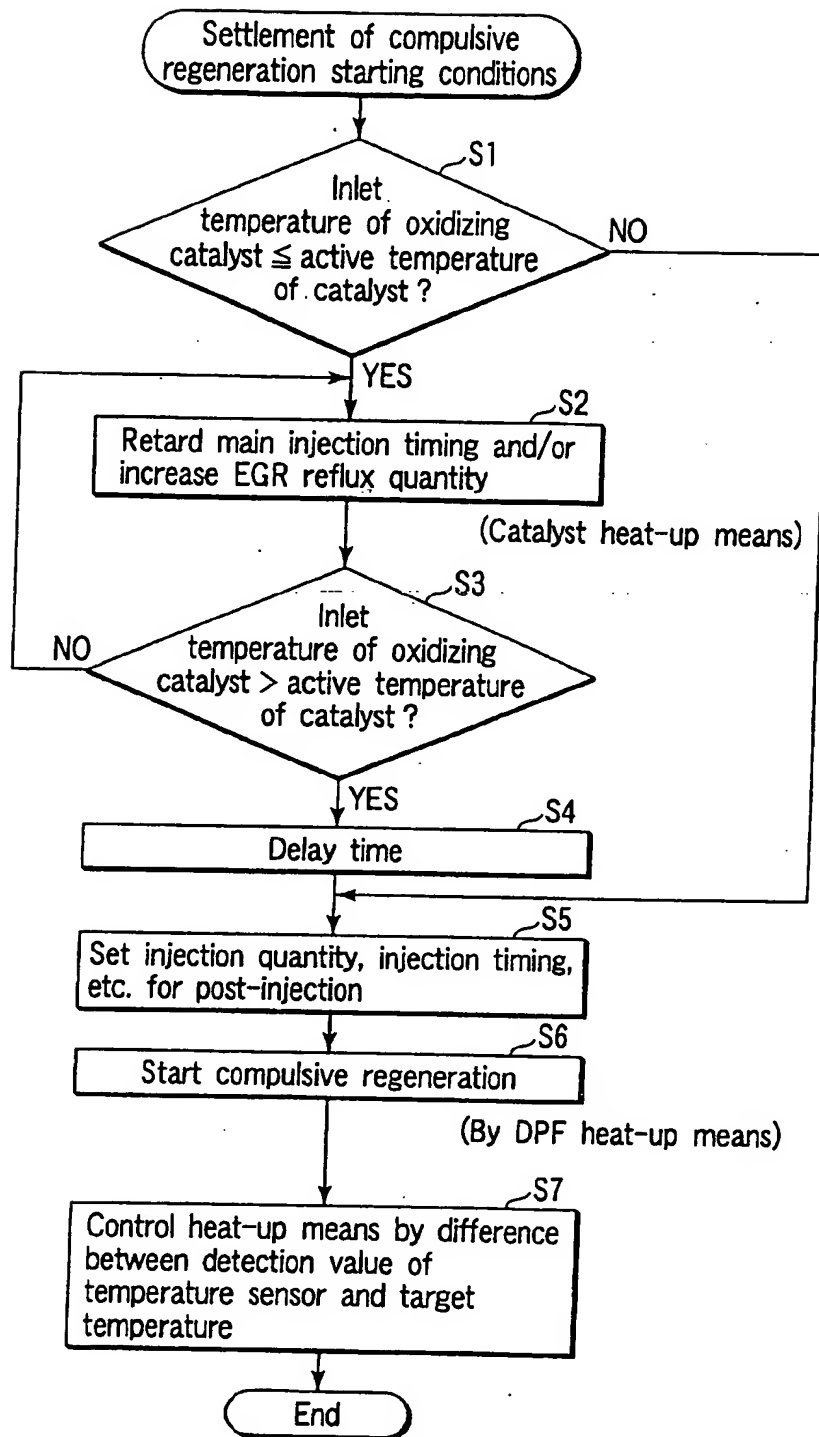 Settlement of compulsive
regeneration starting conditions
S1
Inlet
temperature of oxidizing
catalyst ≦ active temperature
of catalyst ?
NO
YES
S2
Retard main injection timing and/or
increase EGR reflux quantity
(Catalyst heat-up means)
S3
Inlet
temperature of oxidizing
catalyst > active temperature
of catalyst ?
NO
YES
S4
Delay time
S5
Set injection quantity, injection timing,
etc. for post-injection
S6
Start compulsive regeneration
(By DPF heat-up means)
S7
Control heat-up means by difference
between detection value of
temperature sensor and target
temperature
End